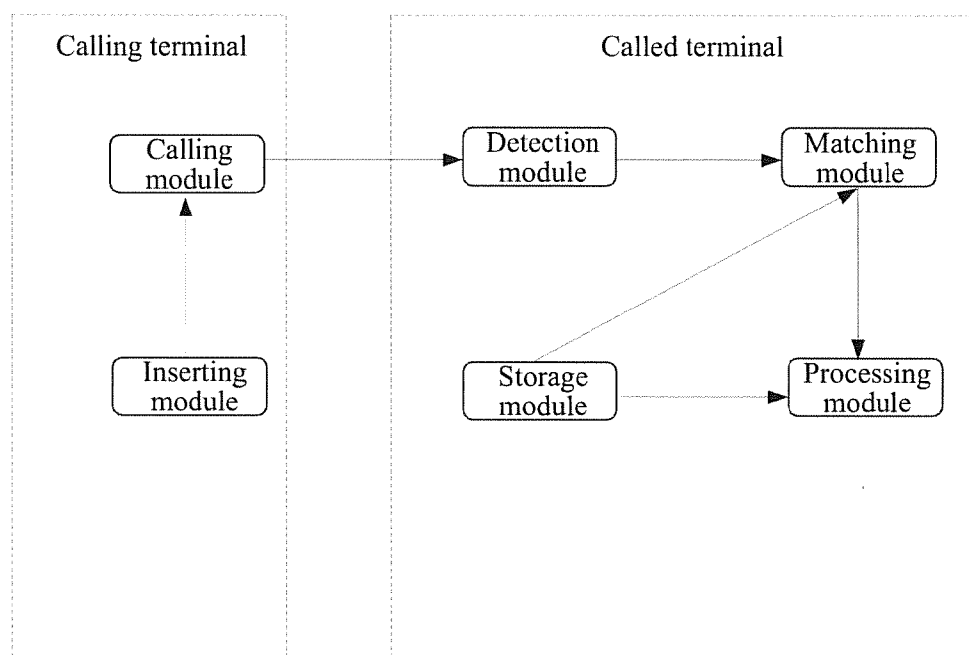 Calling terminal
Called terminal
Calling
module
Detection
module
Matching
module
Inserting
module
Storage
module
Processing
module